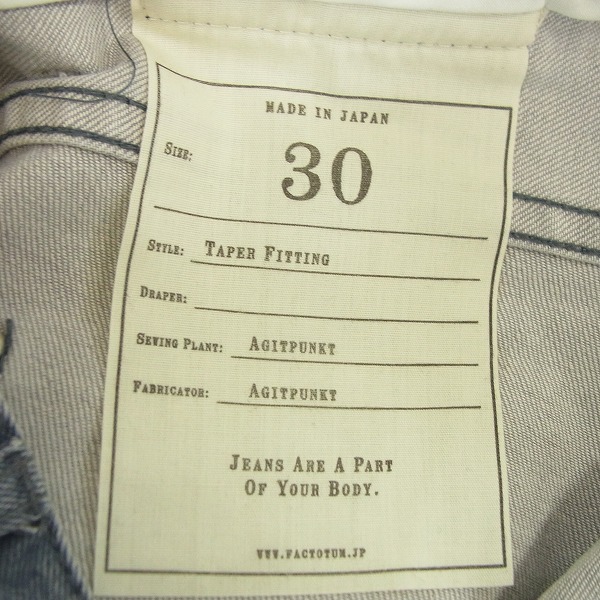 MADE IN JAPAN
SIZE: 30
STYLE: TAPER FITTING
DRAPER:
SEWING PLANT: AGITPUNKT
FABRICATOR: AGITPUNKT
JEANS ARE A PART
OF YOUR BODY.
WWW.FACTOTUM.JP